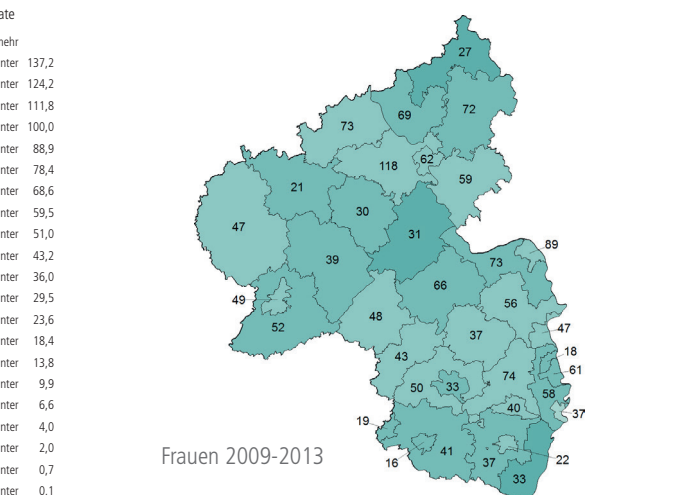 ate
mehr
nter 137,2
nter 124,2
nter 111,8
nter 100,0
nter 88,9
nter 78,4
nter 68,6
nter 59,5
nter 51,0
nter 43,2
nter 36,0
nter 29,5
nter 23,6
nter 18,4
nter 13,8
nter 9,9
nter 6,6
nter 4,0
nter 2,0
nter 0,7
nter 0,1
27
69
72
73
118
62
59
21
30
47
31
39
89
73
66
49
52
48
56
37
47
18
61
43
50
33
74
58
40
37
19
16
41
37
22
33
Frauen 2009-2013